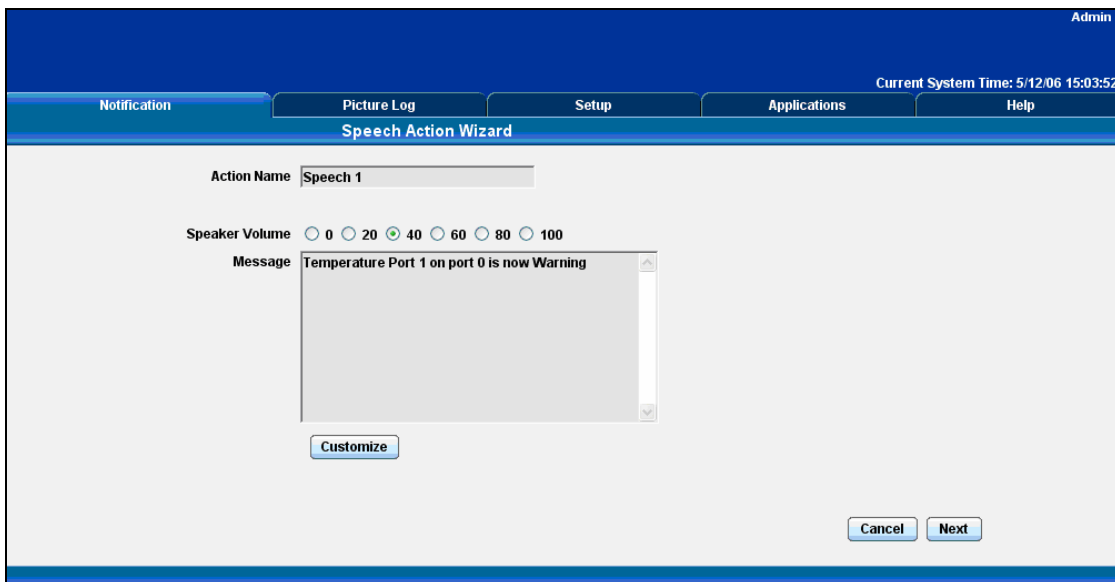 Admin
Current System Time: 5/12/06 15:03:52
Notification Picture Log Setup Applications Help
Speech Action Wizard
Action Name Speech 1
Speaker Volume 0 20 40 60 80 100
Message Temperature Port 1 on port 0 is now Warning
Customize
Cancel Next